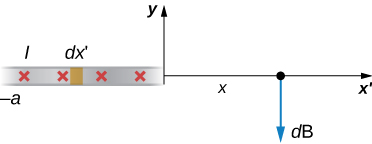 y
I dx'
–a x x'
dB